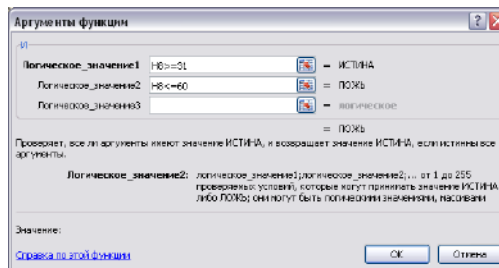 Аргументы функции
И
Логическое_значение1 H8>=31 = ИСТИНА
Логическое_значение2 H8<=60 = ЛОЖЬ
Логическое_значение3 = логическое
= ЛОЖЬ
Проверяет, все ли аргументы имеют значение ИСТИНА, и возвращает значение ИСТИНА, если истинны все
аргументы.
Логическое_значение2: логическое_значение1;логическое_значение2;... от 1 до 255
проверяемых условий, которые могут принимать значение ИСТИНА
либо ЛОЖЬ; они могут быть логическими значениями, массивами
Значение:
Справка по этой функции ОК Отмена